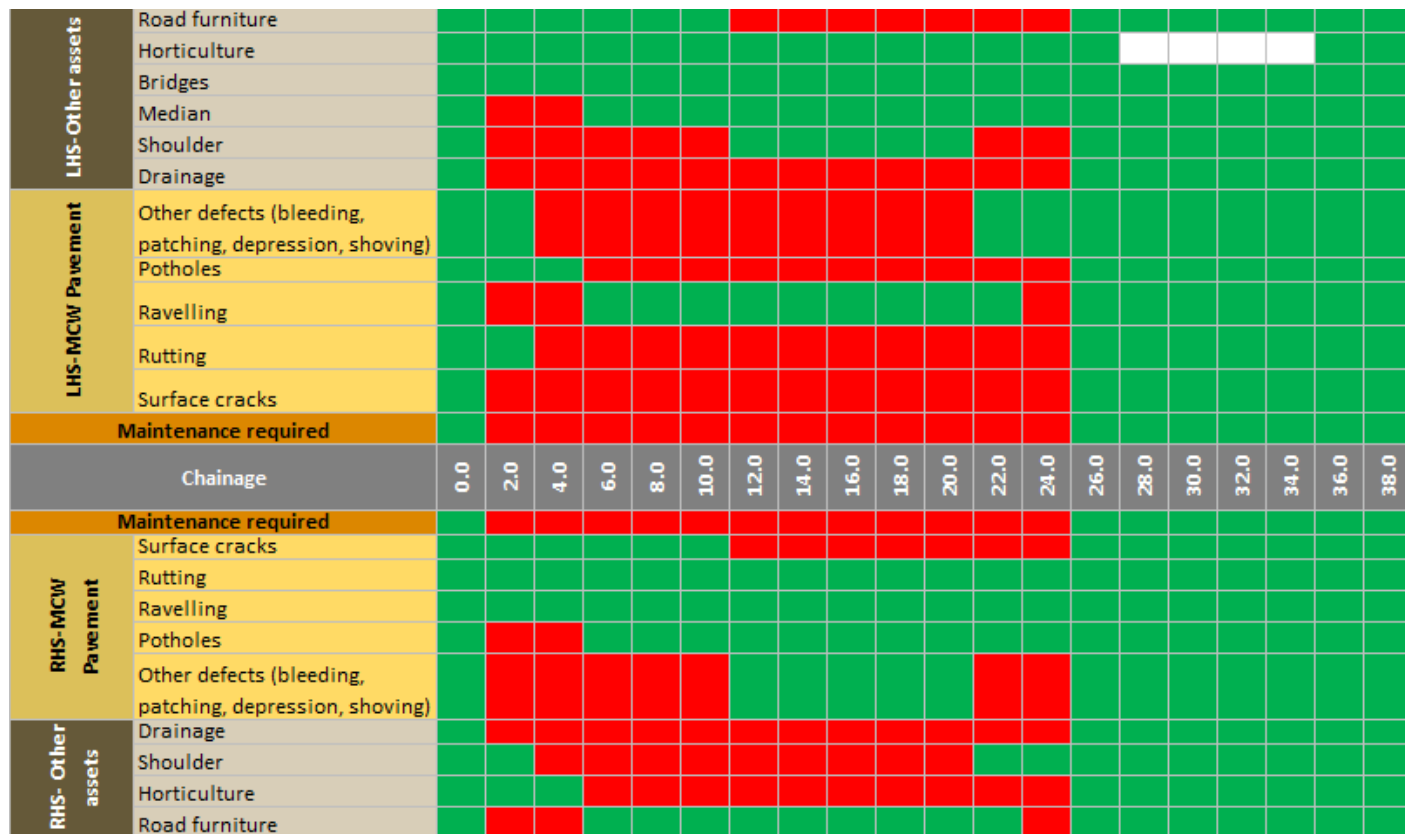 LHS-Other assets
Road furniture
Horticulture
Bridges
Median
Shoulder
Drainage
LHS-MCW Pavement
Other defects (bleeding,
patching, depression, shoving)
Potholes
Ravelling
Rutting
Surface cracks
Maintenance required
Chainage 0.0 2.0 4.0 6.0 8.0 10.0 12.0 14.0 16.0 18.0 20.0 22.0 24.0 26.0 28.0 30.0 32.0 34.0 36.0 38.0
Maintenance required
RHS-MCW
Pavement
Surface cracks
Rutting
Ravelling
Potholes
Other defects (bleeding,
patching, depression, shoving)
RHS- Other
assets
Drainage
Shoulder
Horticulture
Road furniture